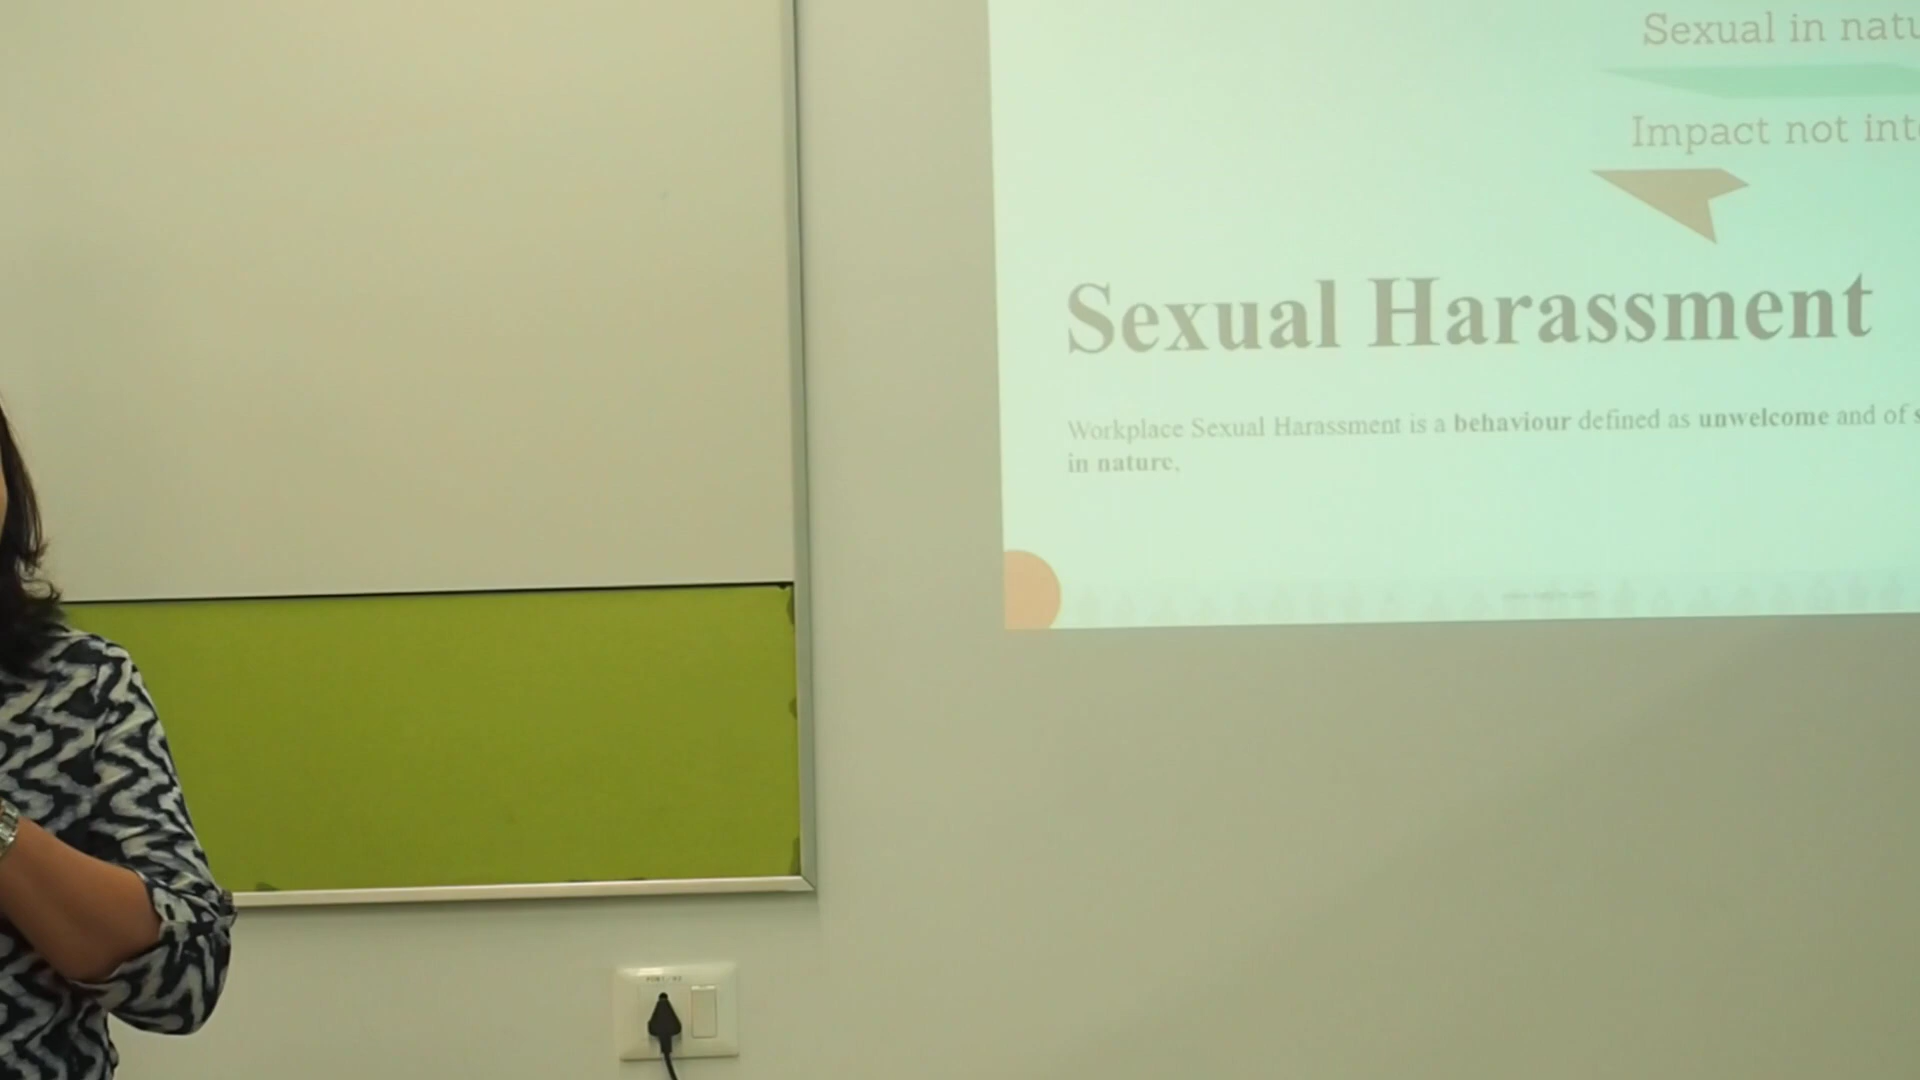 Sexual in natu
Impact not int
Sexual Harassment
Workplace Sexual Harassment is a behaviour defined as unwelcome and of s
in nature,